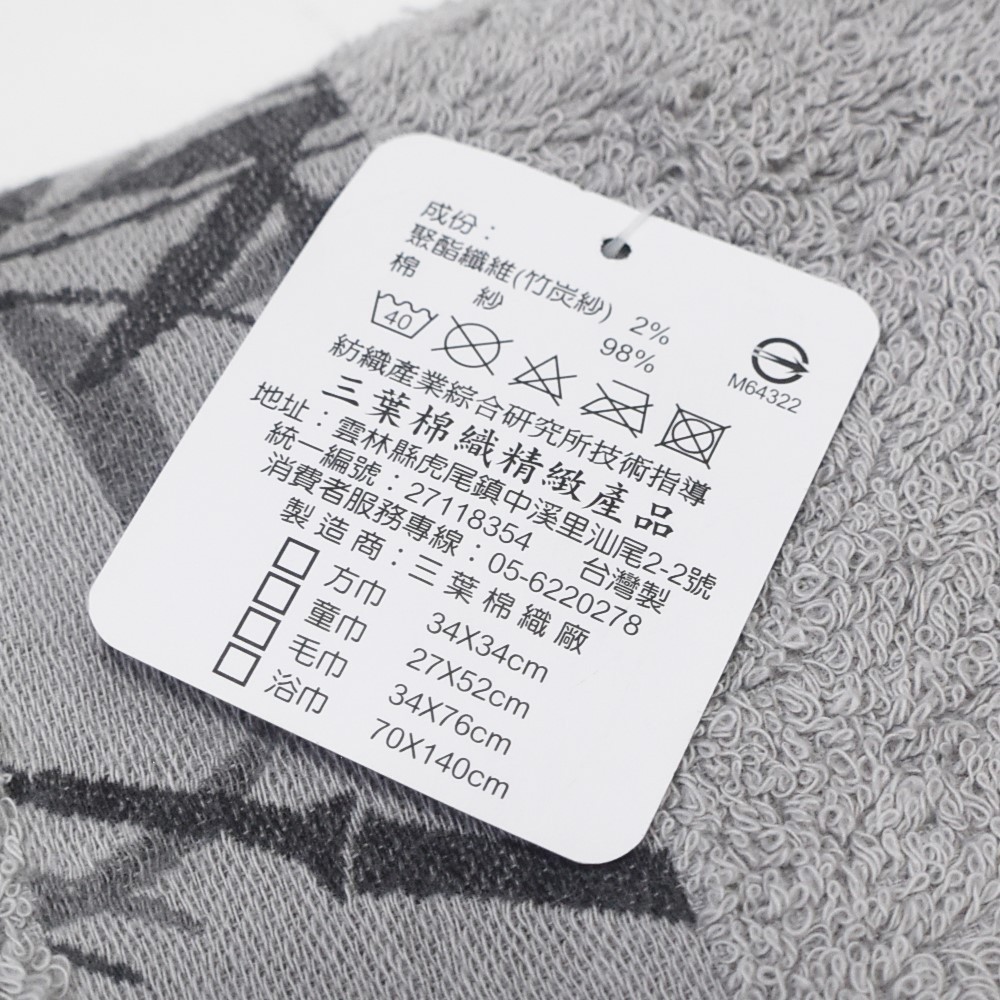 成份：
聚酯纖維(竹炭紗) 2%
棉 紗 98%
40
M64322
紡織產業綜合研究所技術指導
三葉棉織精緻產品
地址：雲林縣虎尾鎮中溪里汕尾2-2號
統一編號：27118354 台灣製
消費者服務專線：05-6220278
製造商：三葉棉織廠
方巾 34X34cm
童巾 27X52cm
毛巾 34X76cm
浴巾 70X140cm